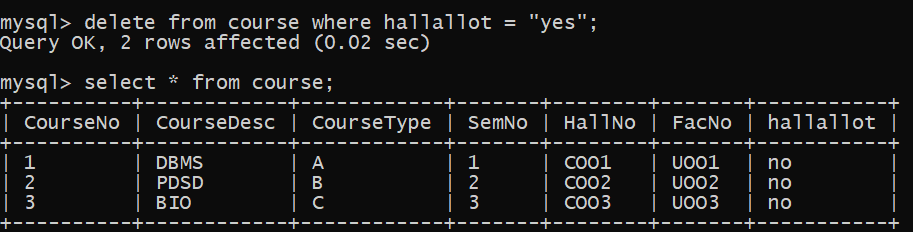 mysql> delete from course where hallallot = "yes";
Query OK, 2 rows affected (0.02 sec)
mysql> select * from course;
+----------+------------+------------+-------+--------+-------+-----------+
| CourseNo | CourseDesc | CourseType | SemNo | HallNo | FacNo | hallallot |
+----------+------------+------------+-------+--------+-------+-----------+
| 1        | DBMS       | A          | 1     | COO1   | UOO1  | no        |
| 2        | PDSD       | B          | 2     | COO2   | UOO2  | no        |
| 3        | BIO        | C          | 3     | COO3   | UOO3  | no        |
+----------+------------+------------+-------+--------+-------+-----------+